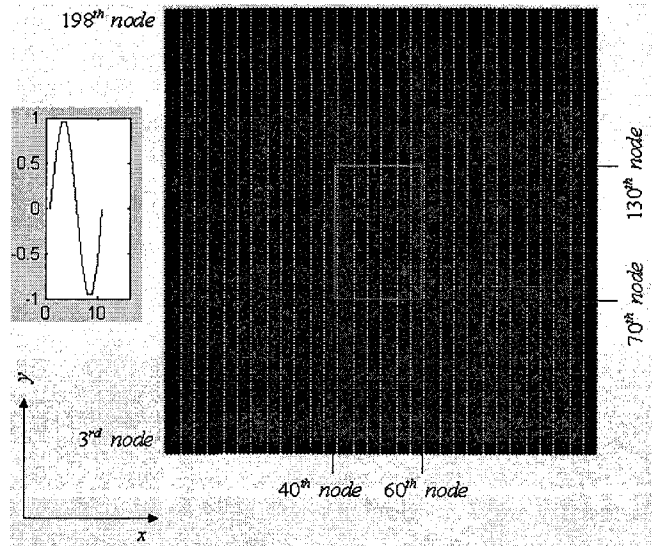 198th node
1
0.5
0
-0.5
-1
0
10
130th node
70th node
y
3rd node
40th node
60th node
x